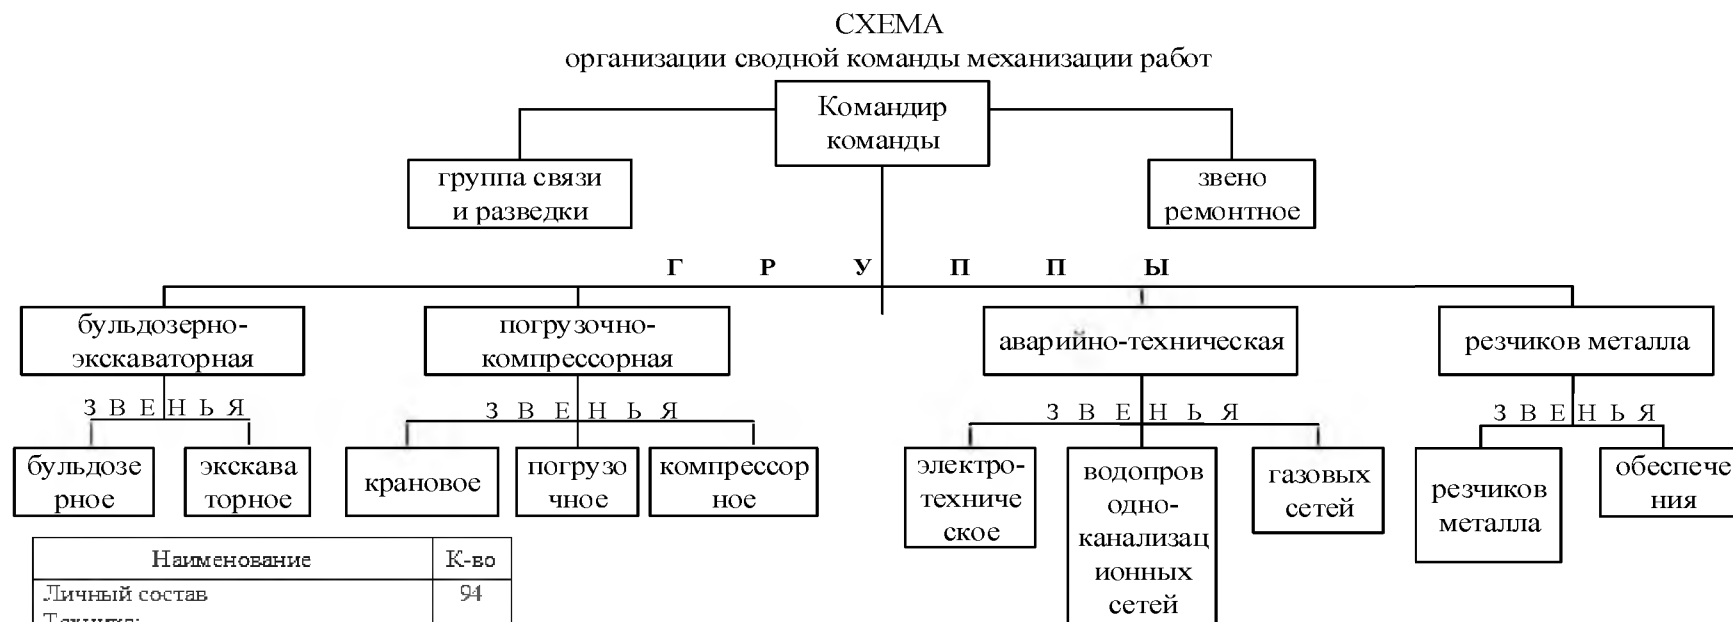 СХЕМА
организации сводной команды механизации работ
Командир
команды
группа связи
и разведки
звено
ремонтное
Г Р У П П Ы
бульдозерно-
экскаваторная
погрузочно-
компрессорная
аварийно-техническая
резчиков металла
З В Е Н Ь Я
З В Е Н Ь Я
З В Е Н Ь Я
З В Е Н Ь Я
бульдозе
рное
экскава
торное
крановое
погрузо
чное
компрессор
ное
электро-
техниче
ское
водопров
одно-
канализац
ионных
сетей
газовых
сетей
резчиков
металла
обеспече
ния
Наименование К-во
Личный состав 94
Техника: